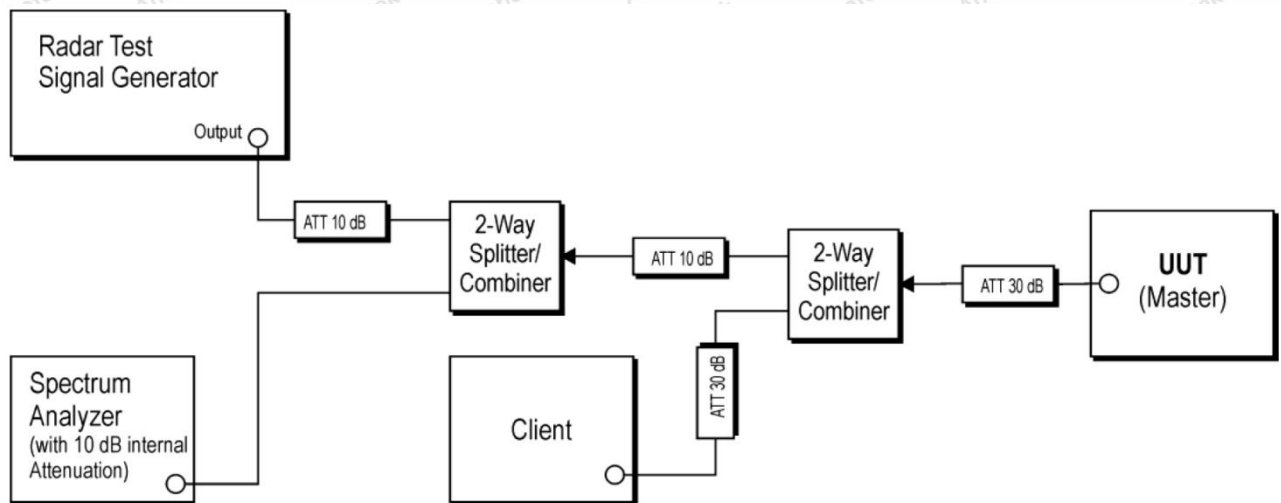 Radar Test
Signal Generator
Output
ATT 10 dB
2-Way
Splitter/
Combiner
ATT 10 dB
2-Way
Splitter/
Combiner
ATT 30 dB
UUT
(Master)
ATT 30 dB
Spectrum
Analyzer
(with 10 dB internal
Attenuation)
Client